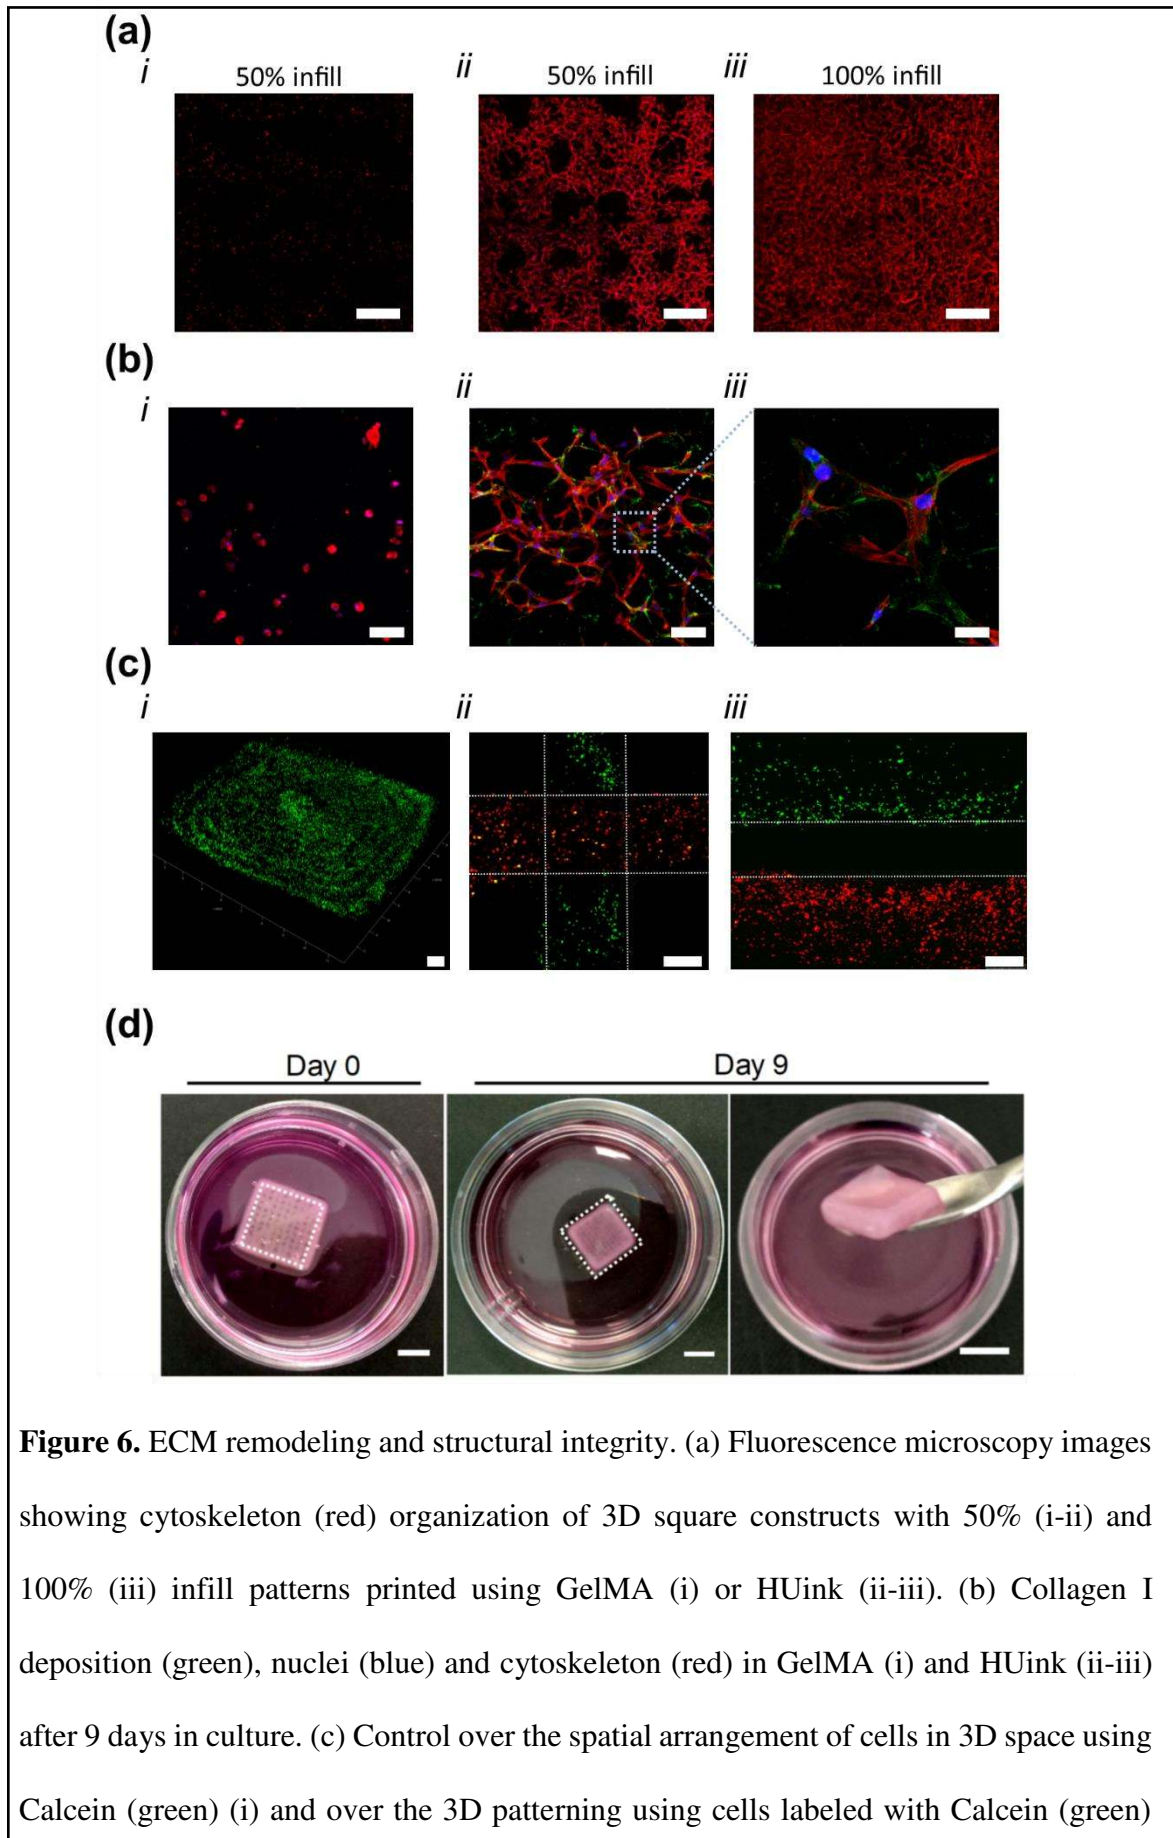 (a)
i
50% infill
ii
50% infill
iii
100% infill
(b)
i
ii
iii
(c)
i
ii
iii
(d)
Day 0
Day 9
Figure 6. ECM remodeling and structural integrity. (a) Fluorescence microscopy images
showing cytoskeleton (red) organization of 3D square constructs with 50% (i-ii) and
100% (iii) infill patterns printed using GelMA (i) or HUink (ii-iii). (b) Collagen I
deposition (green), nuclei (blue) and cytoskeleton (red) in GelMA (i) and HUink (ii-iii)
after 9 days in culture. (c) Control over the spatial arrangement of cells in 3D space using
Calcein (green) (i) and over the 3D patterning using cells labeled with Calcein (green)